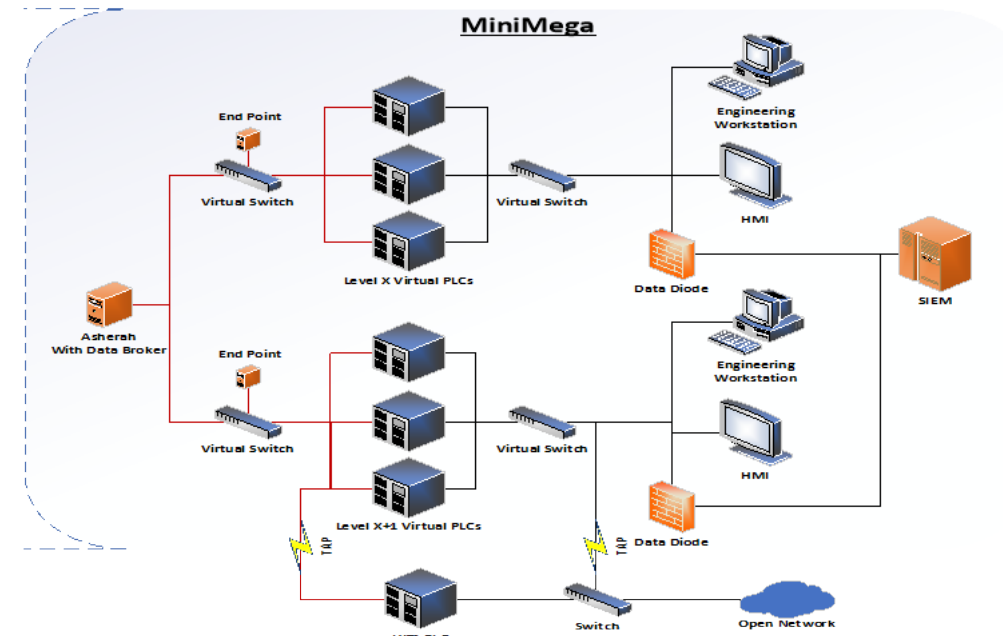 MiniMega
Engineering
Workstation
End Point
Virtual Switch
Virtual Switch
HMI
Level X Virtual PLCs
Data Diode
SIEM
Asherah
With Data Broker
End Point
Engineering
Workstation
Virtual Switch
Virtual Switch
HMI
Level X+1 Virtual PLCs
TAP
TAP
Data Diode
Switch
Open Network